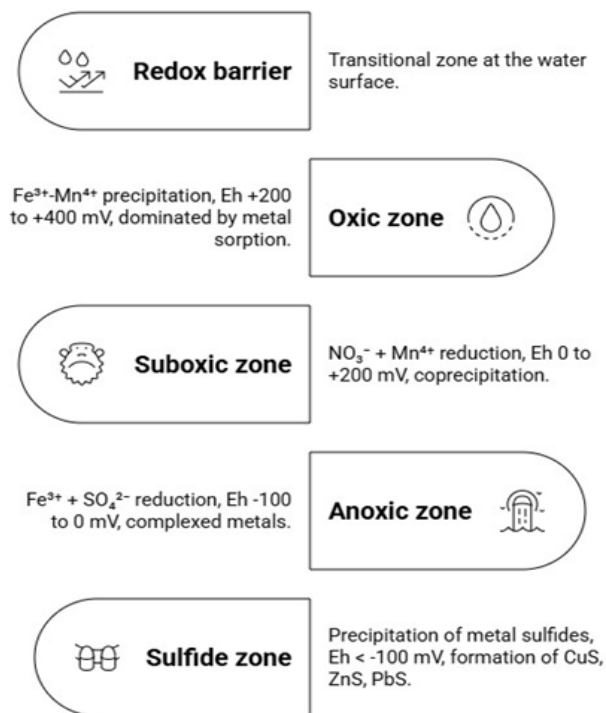 Redox barrier
Transitional zone at the water
surface.
Fe³⁺-Mn⁴⁺ precipitation, Eh +200
to +400 mV, dominated by metal
sorption.
Oxic zone
Suboxic zone
NO₃⁻ + Mn⁴⁺ reduction, Eh 0 to
+200 mV, coprecipitation.
Fe³⁺ + SO₄²⁻ reduction, Eh -100
to 0 mV, complexed metals.
Anoxic zone
Sulfide zone
Precipitation of metal sulfides,
Eh < -100 mV, formation of CuS,
ZnS, PbS.